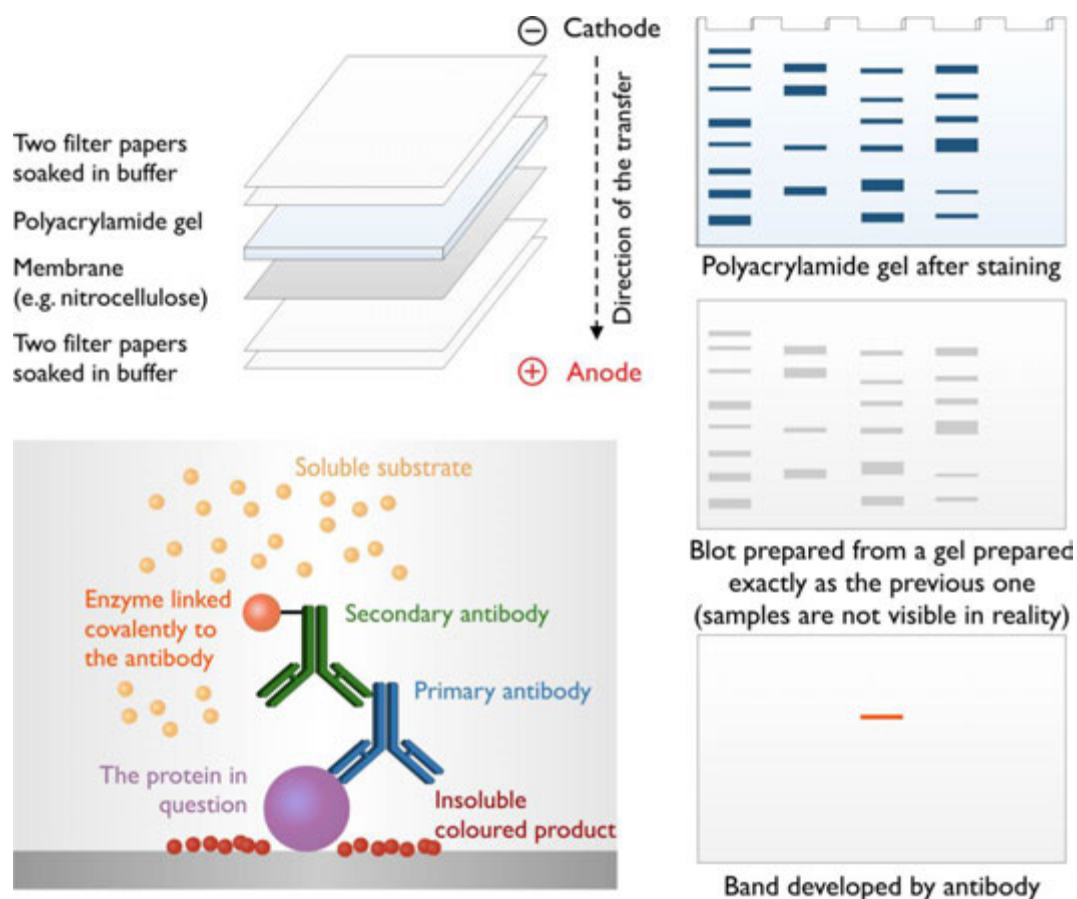 ⊖ Cathode
Two filter papers
soaked in buffer
Polyacrylamide gel
Membrane
(e.g. nitrocellulose)
Two filter papers
soaked in buffer
Direction of the transfer
⊕ Anode
Polyacrylamide gel after staining
Blot prepared from a gel prepared
exactly as the previous one
(samples are not visible in reality)
Band developed by antibody
Soluble substrate
Enzyme linked
covalently to
the antibody
Secondary antibody
Primary antibody
The protein in
question
Insoluble
coloured product